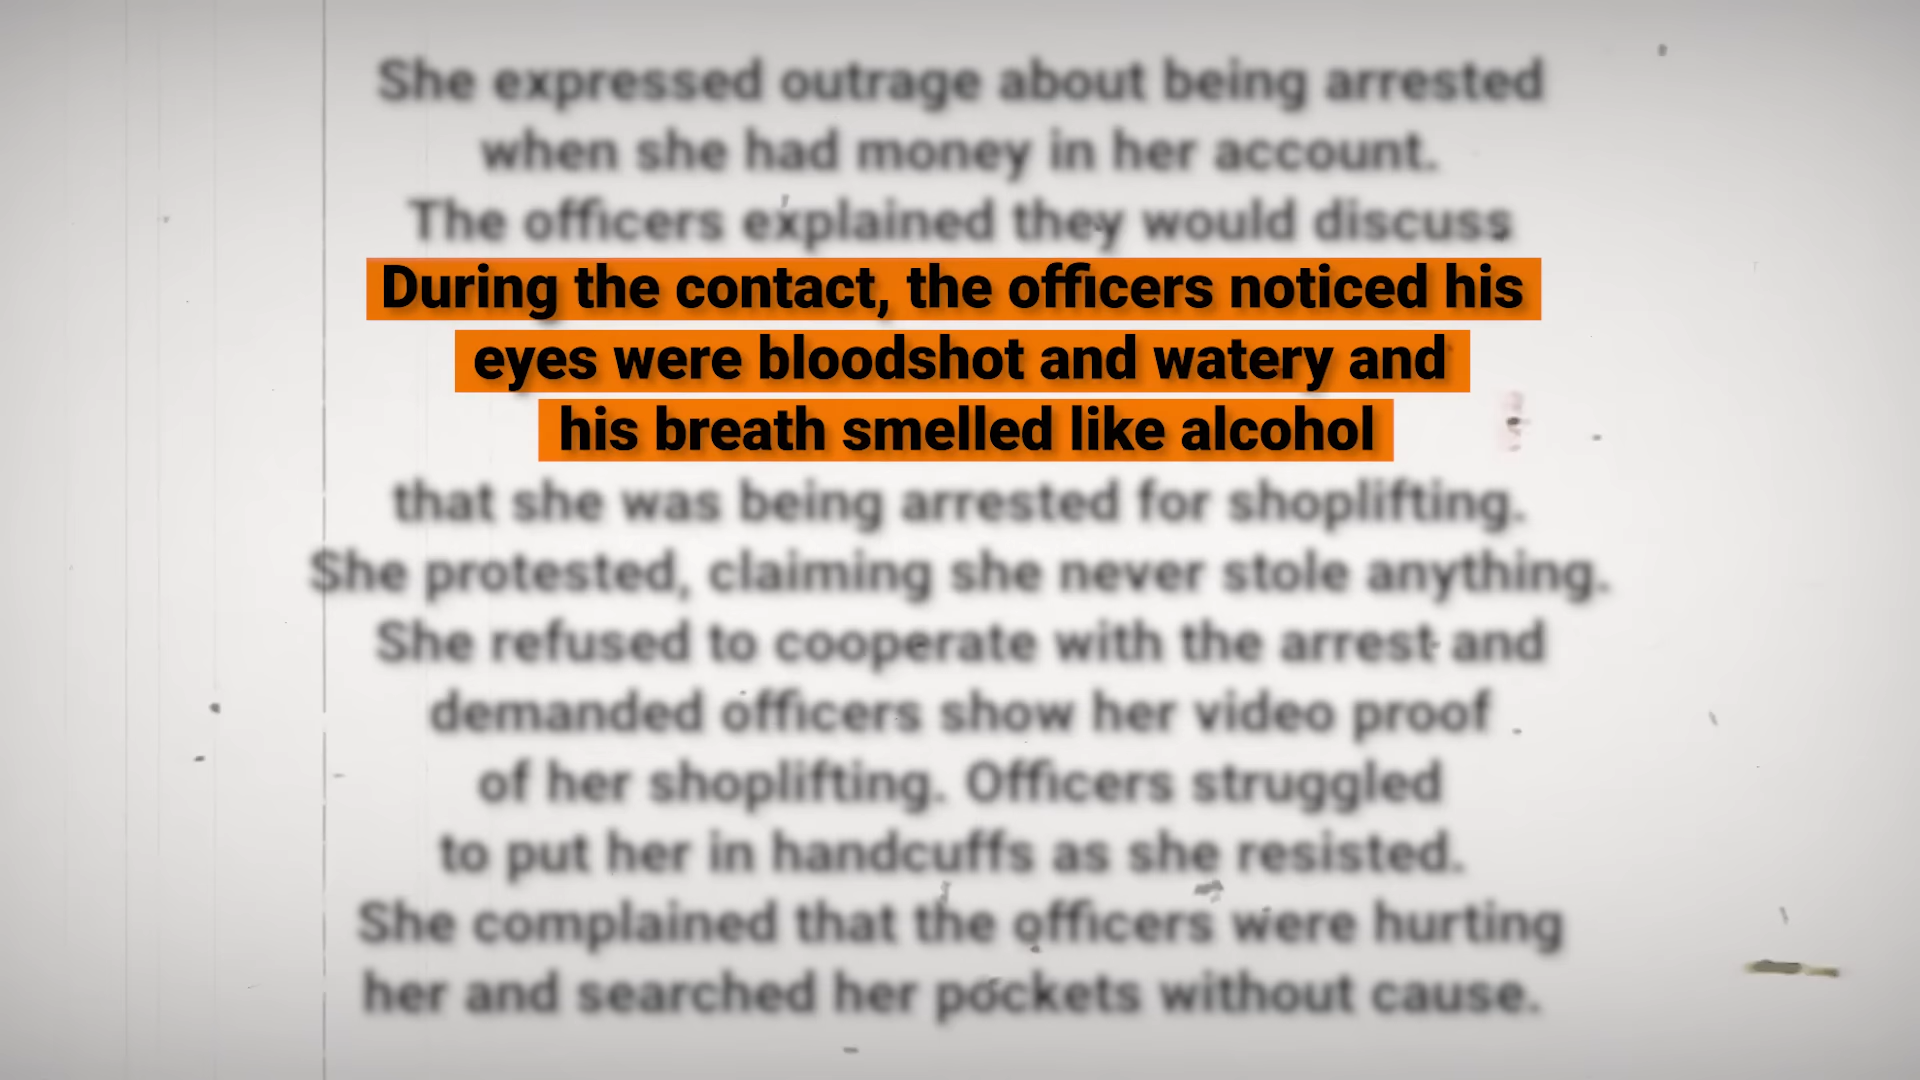 She expressed outrage about being arrested
when she had money in her account.
The officers explained they would discuss
During the contact, the officers noticed his
eyes were bloodshot and watery and
his breath smelled like alcohol
that she was being arrested for shoplifting.
She protested, claiming she never stole anything.
She refused to cooperate with the arrest and
demanded officers show her video proof
of her shoplifting. Officers struggled
to put her in handcuffs as she resisted.
She complained that the officers were hurting
her and searched her pockets without cause.